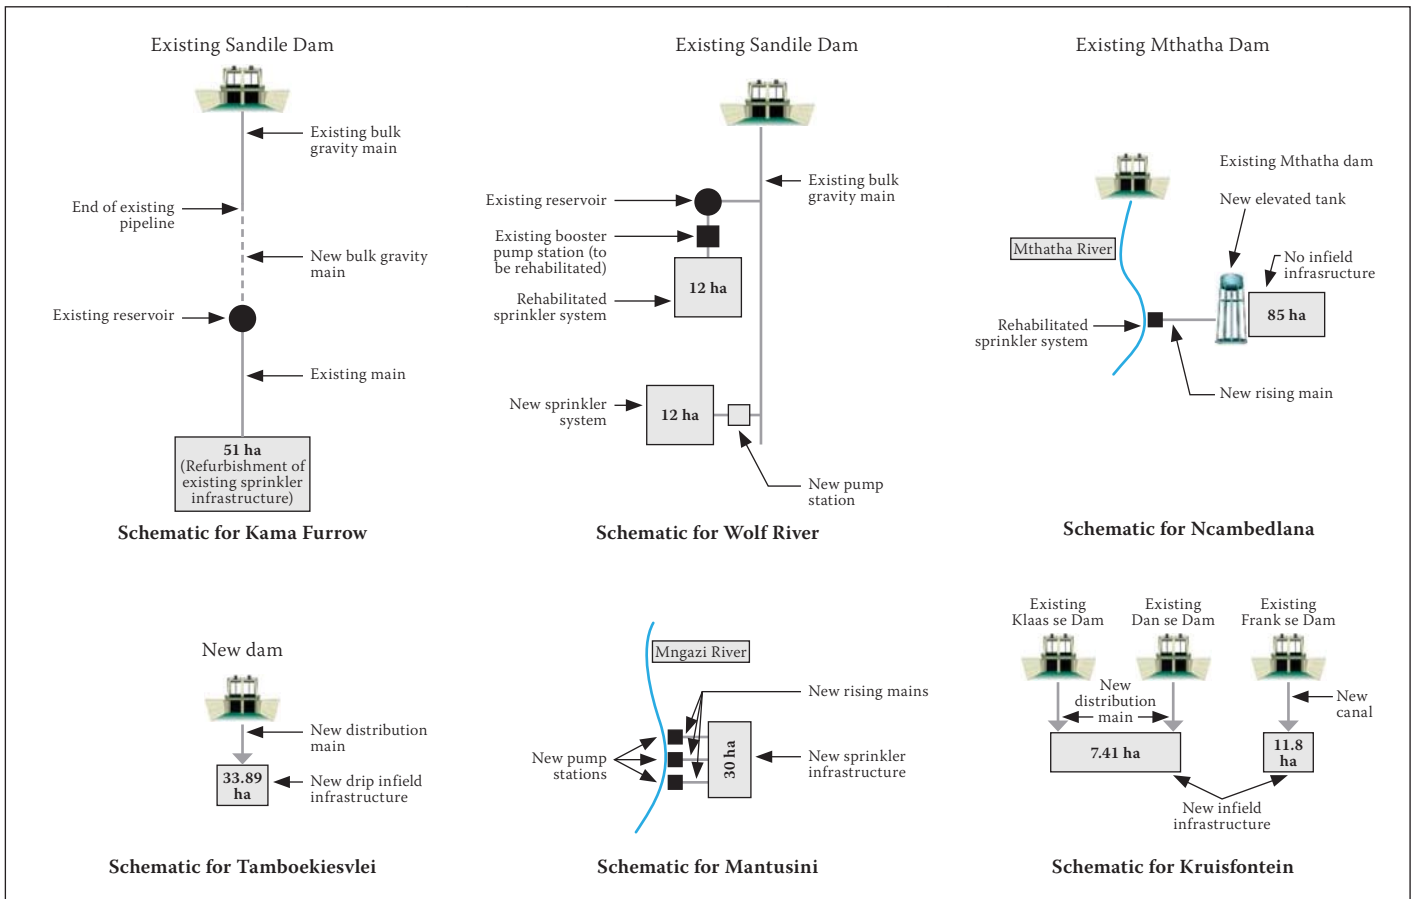 Existing Sandile Dam
Existing bulk
gravity main
End of existing
pipeline
New bulk gravity
main
Existing reservoir
Existing main
51 ha
(Refurbishment of
existing sprinkler
infrastructure)
Schematic for Kama Furrow
Existing Sandile Dam
Existing bulk
gravity main
Existing reservoir
Existing booster
pump station (to
be rehabilitated)
12 ha
Rehabilitated
sprinkler system
New sprinkler
system
12 ha
New pump
station
Schematic for Wolf River
Existing Mthatha Dam
Existing Mthatha dam
New elevated tank
Mthatha River
No infield
infrasructure
85 ha
Rehabilitated
sprinkler system
New rising main
Schematic for Ncambedlana
New dam
New distribution
main
33.89
ha
New drip infield
infrastructure
Schematic for Tamboekiesvlei
Mngazi River
New rising mains
New pump
stations
30 ha
New sprinkler
infrastructure
Schematic for Mantusini
Existing
Klaas se Dam
Existing
Dan se Dam
Existing
Frank se Dam
New
distribution
main
New
canal
7.41 ha
11.8
ha
New infield
infrastructure
Schematic for Kruisfontein